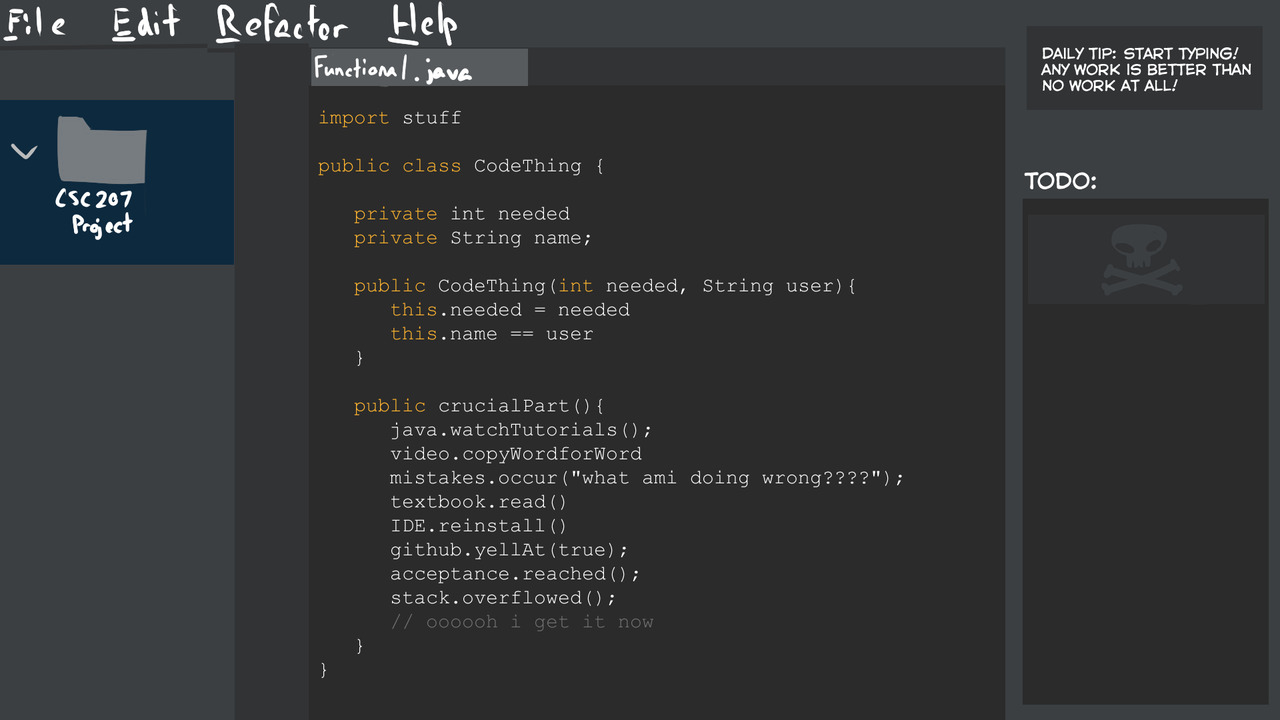 File Edit Refactor Help
CSC207
Project
Functional.java
import stuff
public class CodeThing {
private int needed
private String name;
public CodeThing(int needed, String user){
this.needed = needed
this.name == user
}
public crucialPart(){
java.watchTutorials();
video.copyWordforWord
mistakes.occur("what ami doing wrong????");
textbook.read()
IDE.reinstall()
github.yellAt(true);
acceptance.reached();
stack.overflowed();
// oooooh i get it now
}
}
DAILY TIP: START TYPING!
ANY WORK IS BETTER THAN
NO WORK AT ALL!
TODO: